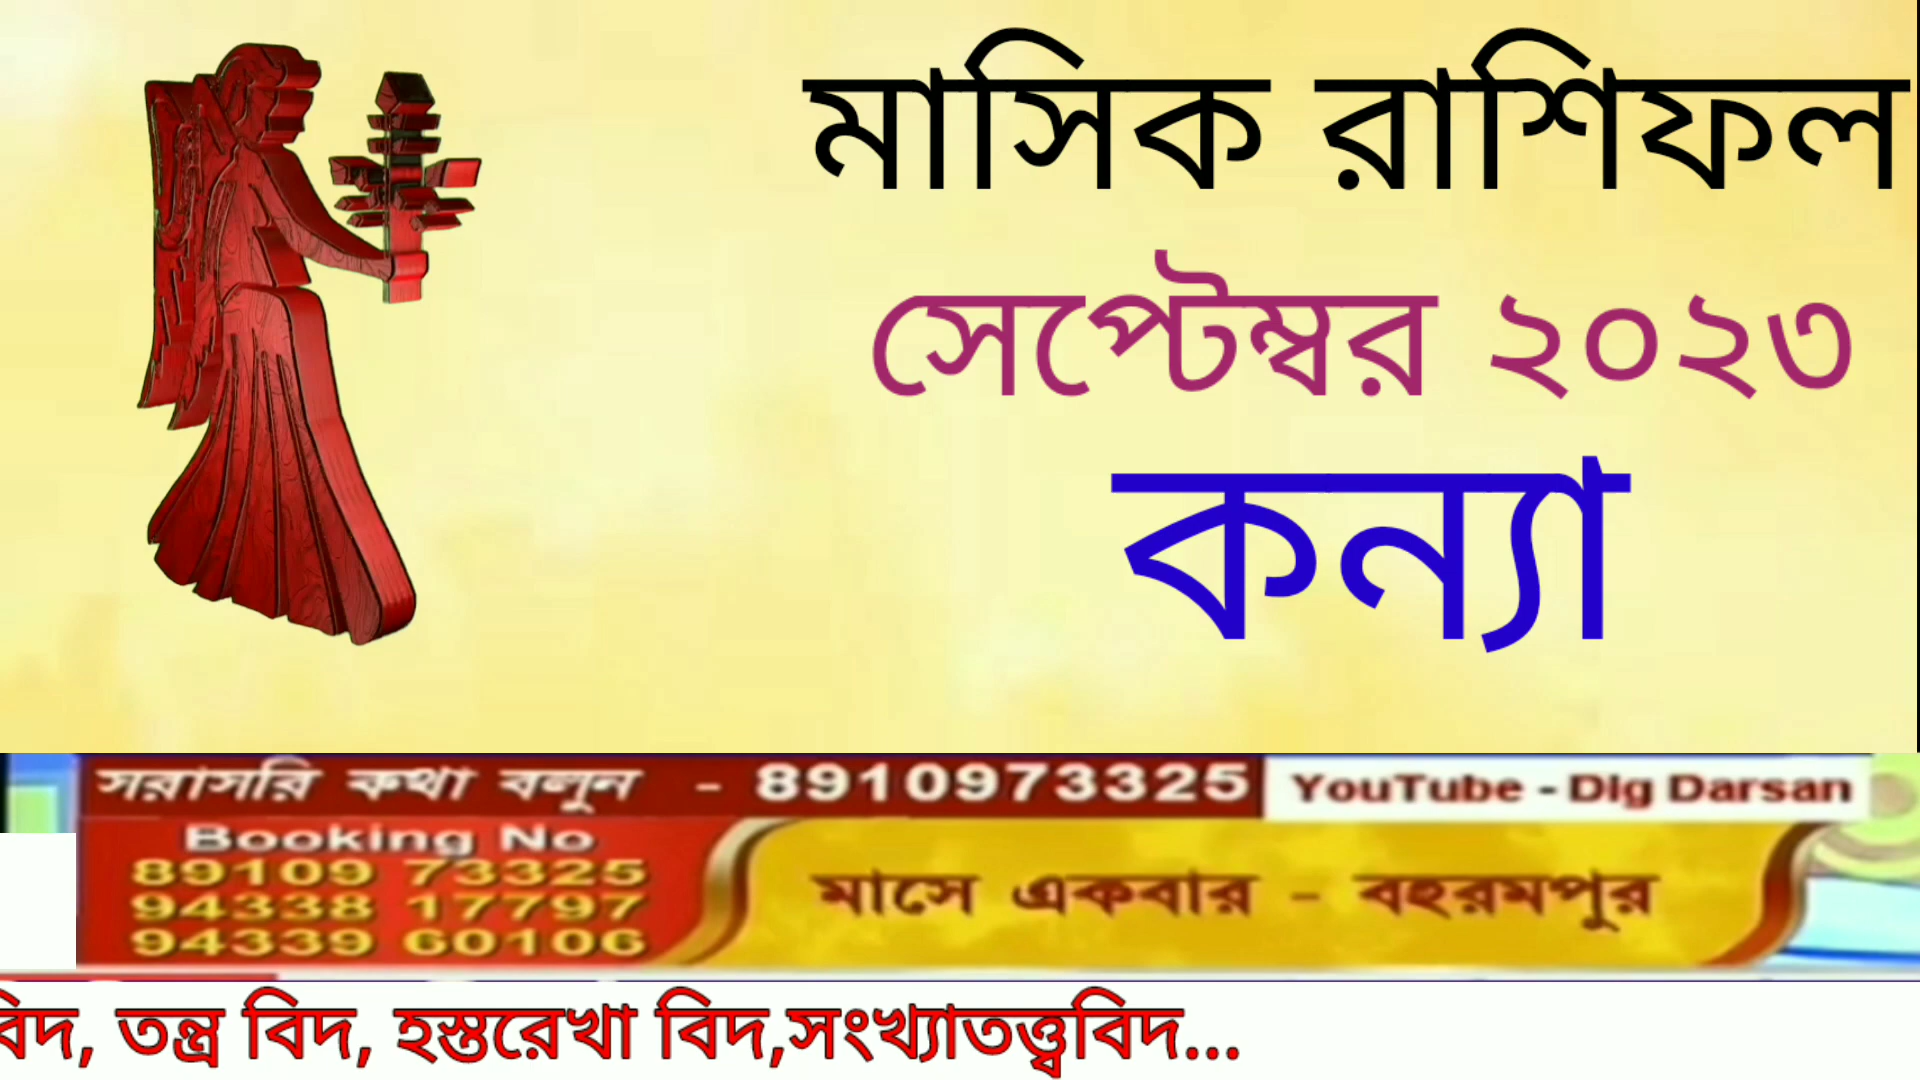 মাসিক রাশিফল
সেপ্টেম্বর ২০২৩
কন্যা
সরাসরি কথা বলুন - 8910973325
YouTube - Dig Darsan
Booking No
89109 73325
94338 17797
94339 60106
মাসে একবার - বহরমপুর
বিদ, তন্ত্র বিদ, হস্তরেখা বিদ,সংখ্যাতত্ত্ববিদ...